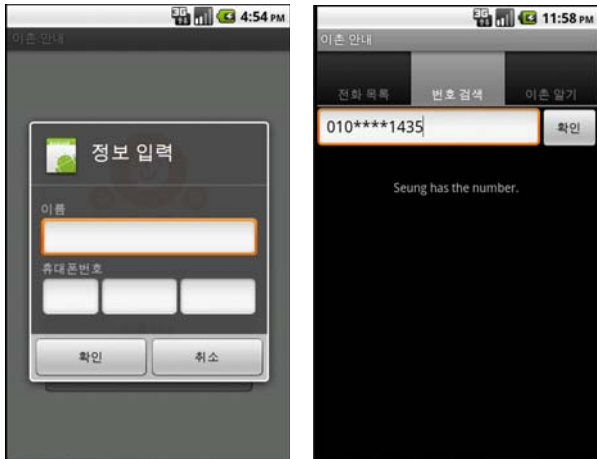 3G 4:54 PM
이촌 안내
정보 입력
이름
휴대폰번호
확인 취소
3G 11:58 PM
이촌 안내
전화 목록 번호 검색 이촌 알기
010****1435 확인
Seung has the number.